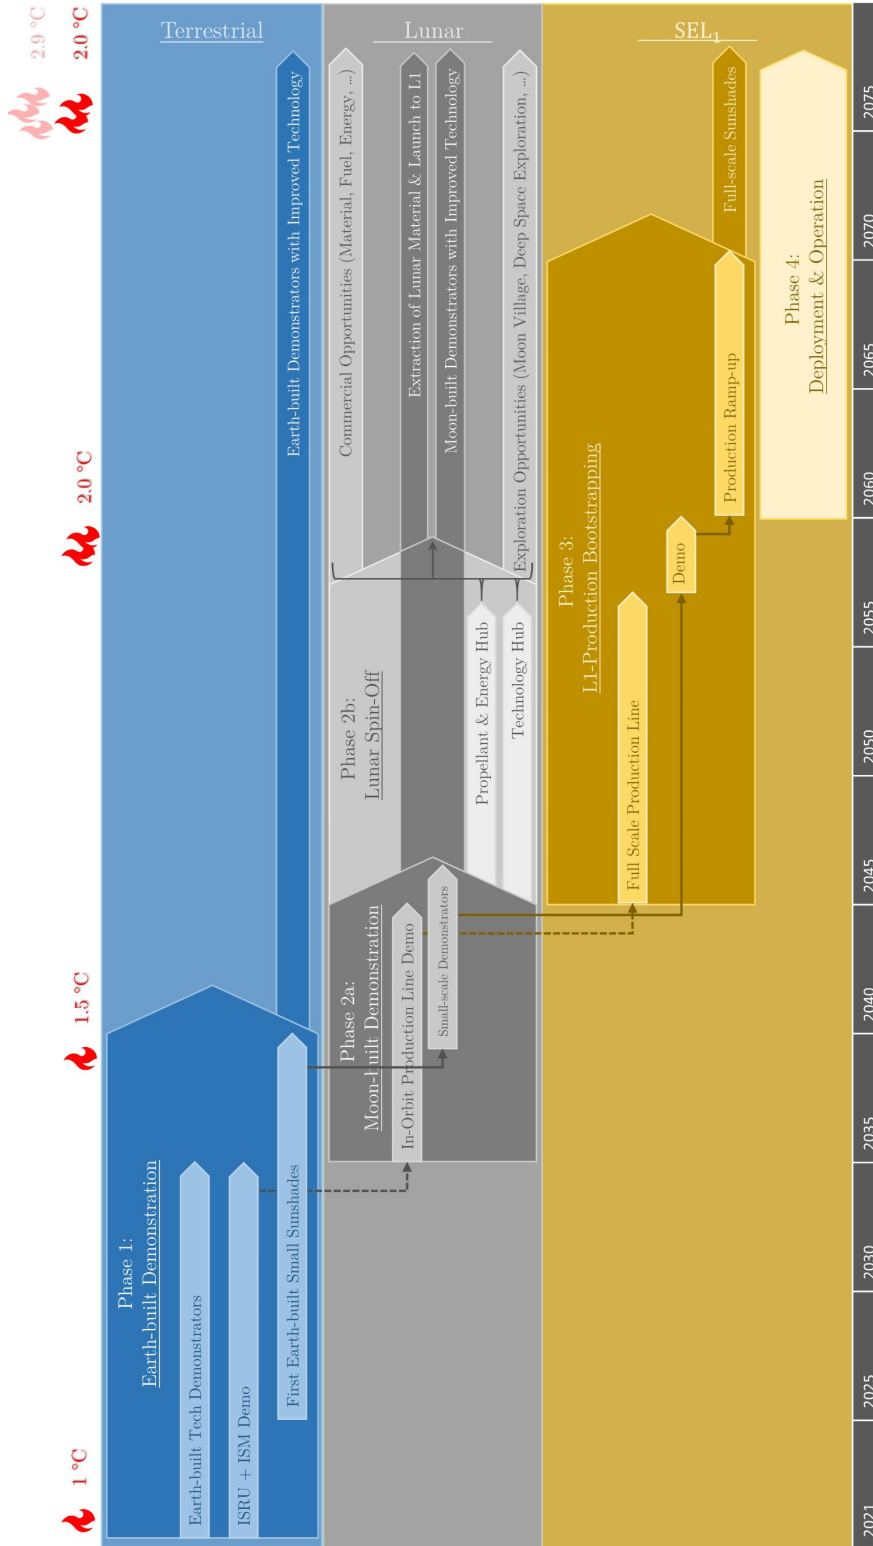 1 °C
1.5 °C
2.0 °C
2.0 °C
2.9 °C
Terrestrial
Phase 1:
Earth-built Demonstration
Earth-built Tech Demonstrators
ISRU + ISM Demo
First Earth-built Small Sunshades
Earth-built Demonstrators with Improved Technology
Lunar
Phase 2a:
Moon-built Demonstration
In-Orbit Production Line Demo
Small-scale Demonstrators
Phase 2b:
Lunar Spin-Off
Propellant & Energy Hub
Technology Hub
Commercial Opportunities (Material, Fuel, Energy, ...)
Extraction of Lunar Material & Launch to L1
Moon-built Demonstrators with Improved Technology
Exploration Opportunities (Moon Village, Deep Space Exploration, ...)
SEL₁
Phase 3:
L1-Production Bootstrapping
Full Scale Production Line
Demo
Production Ramp-up
Full-scale Sunshades
Phase 4:
Deployment & Operation
2021
2025
2030
2035
2040
2045
2050
2055
2060
2065
2070
2075